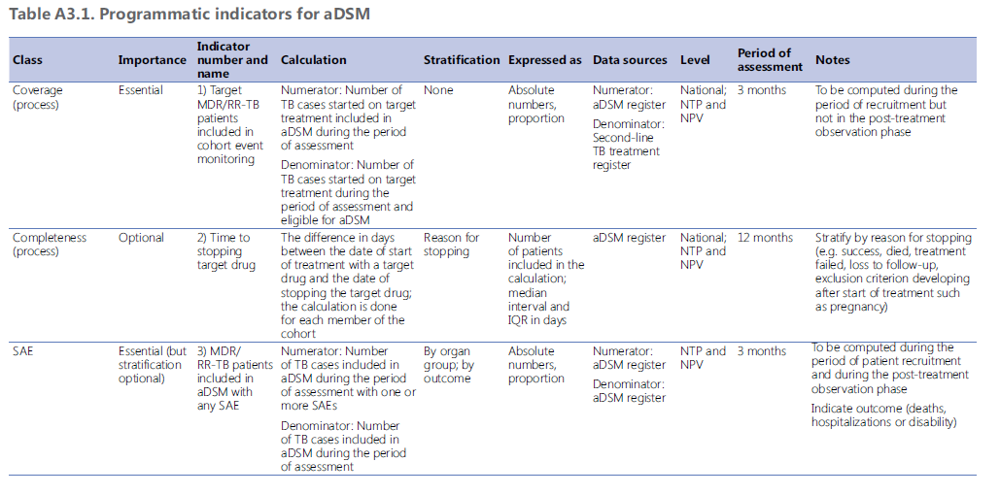 Table A3.1. Programmatic indicators for aDSM
Class
Importance
Indicator
number and
name
Calculation
Stratification
Expressed as
Data sources
Level
Period of
assessment
Notes
Coverage
(process)
Essential
1) Target
MDR/RR-TB
patients
included in
cohort event
monitoring
Numerator: Number of
TB cases started on target
treatment included in
aDSM during the period
of assessment
Denominator: Number of
TB cases started on target
treatment during the
period of assessment and
eligible for aDSM
None
Absolute
numbers,
proportion
Numerator:
aDSM register
Denominator:
Second-line
TB treatment
register
National;
NTP and
NPV
3 months
To be computed during the
period of recruitment but
not in the post-treatment
observation phase
Completeness
(process)
Optional
2) Time to
stopping
target drug
The difference in days
between the date of start
of treatment with a target
drug and the date of
stopping the target drug;
the calculation is done
for each member of the
cohort
Reason for
stopping
Number
of patients
included in the
calculation;
median
interval and
IQR in days
aDSM register
National;
NTP and
NPV
12 months
Stratify by reason for stopping
(e.g. success, died, treatment
failed, loss to follow-up,
exclusion criterion developing
after start of treatment such
as pregnancy)
SAE
Essential (but
stratification
optional)
3) MDR/
RR-TB patients
included in
aDSM with
any SAE
Numerator: Number
of TB cases included in
aDSM during the period
of assessment with one or
more SAEs
Denominator: Number
of TB cases included in
aDSM during the period
of assessment
By organ
group; by
outcome
Absolute
numbers,
proportion
Numerator:
aDSM register
Denominator:
aDSM register
NTP and
NPV
3 months
To be computed during the
period of patient recruitment
and during the post-treatment
observation phase
Indicate outcome (deaths,
hospitalizations or disability)